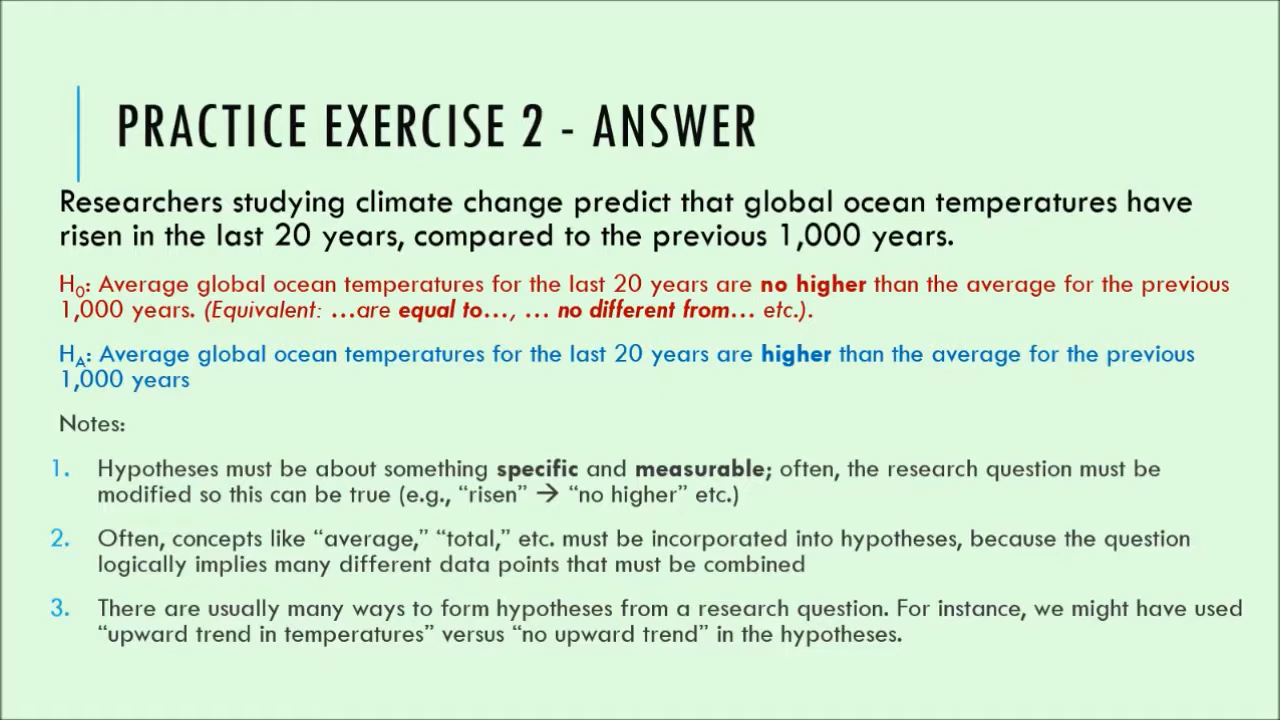 PRACTICE EXERCISE 2 - ANSWER
Researchers studying climate change predict that global ocean temperatures have
risen in the last 20 years, compared to the previous 1,000 years.
H0: Average global ocean temperatures for the last 20 years are no higher than the average for the previous
1,000 years. (Equivalent: ...are equal to..., ... no different from... etc.).
HA: Average global ocean temperatures for the last 20 years are higher than the average for the previous
1,000 years
Notes:
1. Hypotheses must be about something specific and measurable; often, the research question must be
modified so this can be true (e.g., “risen” → “no higher” etc.)
2. Often, concepts like “average,” “total,” etc. must be incorporated into hypotheses, because the question
logically implies many different data points that must be combined
3. There are usually many ways to form hypotheses from a research question. For instance, we might have used
“upward trend in temperatures” versus “no upward trend” in the hypotheses.